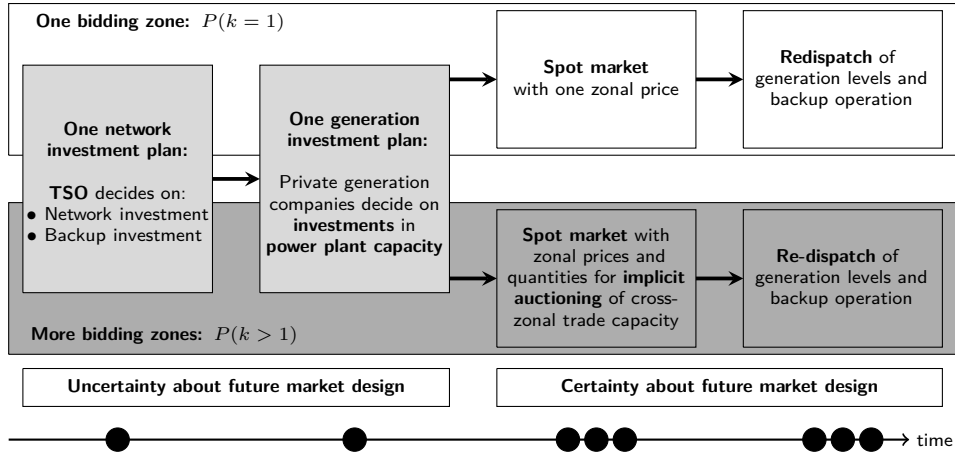 One bidding zone: P(k = 1)
One network
investment plan:
TSO decides on:
● Network investment
● Backup investment
One generation
investment plan:
Private generation
companies decide on
investments in
power plant capacity
Spot market
with one zonal price
Redispatch of
generation levels and
backup operation
Spot market with
zonal prices and
quantities for implicit
auctioning of cross-
zonal trade capacity
Re-dispatch of
generation levels and
backup operation
More bidding zones: P(k > 1)
Uncertainty about future market design
Certainty about future market design
time